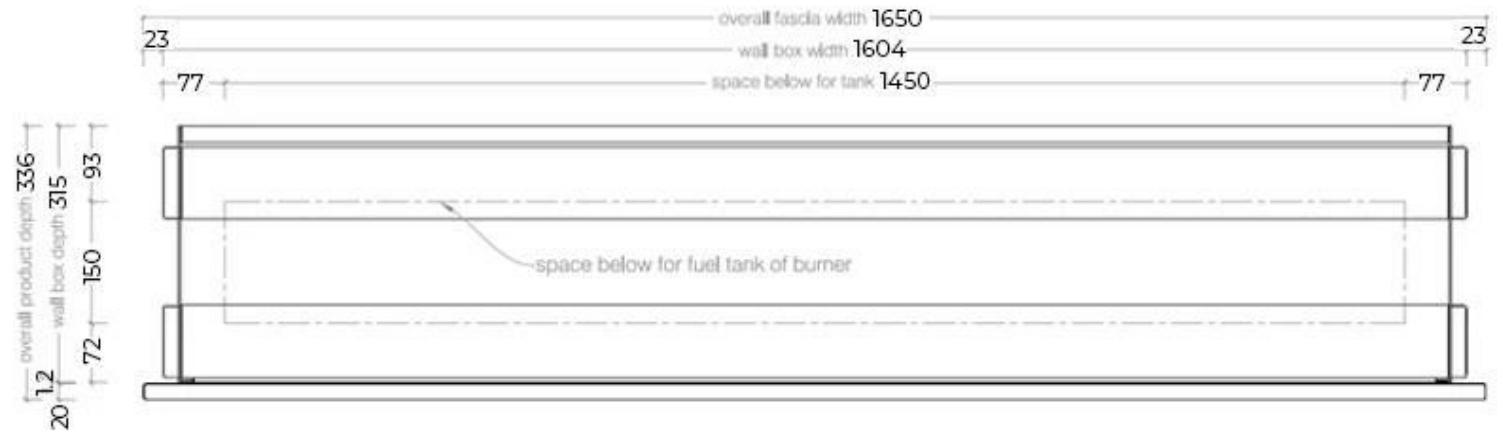 overall fascia width 1650
23
23
wall box width 1604
77
space below for tank 1450
77
overall product depth 336
wall box depth 315
93
150
72
1.2
20
space below for fuel tank of burner